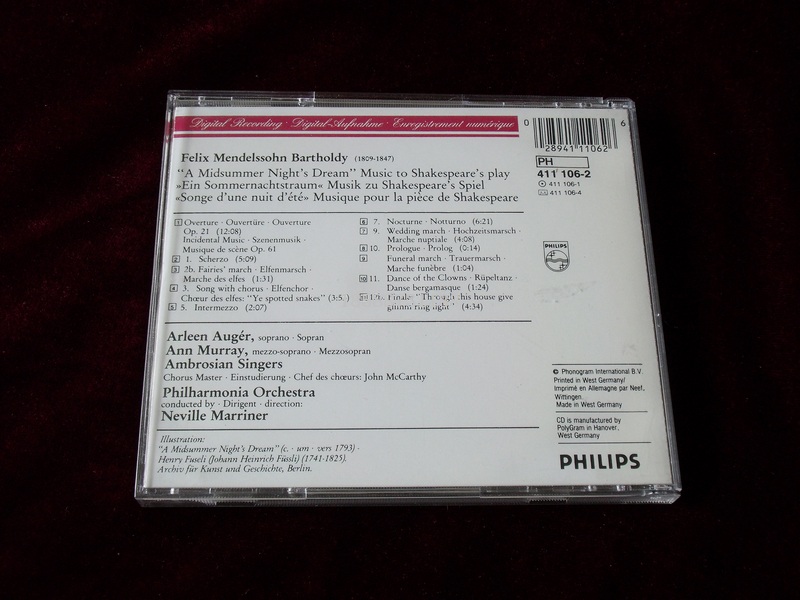 Digital Recording · Digital-Aufnahme · Enregistrement numérique
0 28941 11062 6
PH
411 106-2
411 106-1
411 106-4
Felix Mendelssohn Bartholdy (1809-1847)
“A Midsummer Night's Dream” Music to Shakespeare's play
»Ein Sommernachtstraum« Musik zu Shakespeare's Spiel
«Songe d'une nuit d'été» Musique pour la pièce de Shakespeare
1 Overture · Ouvertüre · Ouverture
Op. 21 (12:08)
Incidental Music · Szenenmusik ·
Musique de scène Op. 61
2 1. Scherzo (5:09)
3 2b. Fairies' march · Elfenmarsch ·
Marche des elfes (1:31)
4 3. Song with chorus · Elfenchor ·
Chœur des elfes: “Ye spotted snakes” (3:5
5 5. Intermezzo (2:07)
6 7. Nocturne · Notturno (6:21)
7 9. Wedding march · Hochzeitsmarsch ·
Marche nuptiale (4:08)
8 10. Prologue · Prolog (0:14)
9 Funeral march · Trauermarsch ·
Marche funèbre (1:04)
10 11. Dance of the Clowns · Rüpeltanz ·
Danse bergamasque (1:24)
Finale “Through this house give
glimm'ring light” (4:34)
PHILIPS
Arleen Augér, soprano · Sopran
Ann Murray, mezzo-soprano · Mezzosopran
Ambrosian Singers
Chorus Master · Einstudierung · Chef des chœurs: John McCarthy
Philharmonia Orchestra
conducted by · Dirigent · direction:
Neville Marriner
Illustration:
“A Midsummer Night's Dream” (c. · um · vers 1793) ·
Henry Fuseli (Johann Heinrich Füssli) (1741-1825).
Archiv für Kunst und Geschichte, Berlin.
© Phonogram International B.V.
Printed in West Germany/
Imprimé en Allemagne par Neef,
Wittingen.
Made in West Germany
CD is manufactured by
PolyGram in Hanover,
West Germany
PHILIPS